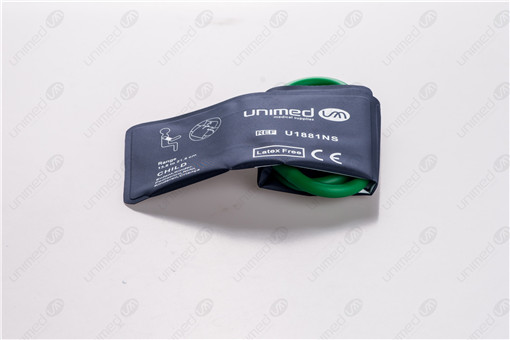 unimed
medical supplies
REF U1881NS
Latex Free CE
Range
CHILD